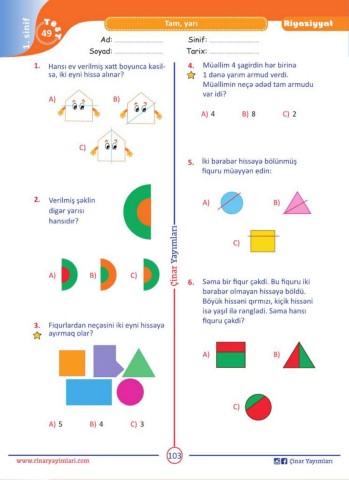 1. sinif
Test
49
Tam, yarı
Riyaziyyat
Ad: ........................
Sinif: ........................
Soyad: ........................
Tarix: ........................
1. Hansı ev verilmiş xətt boyunca kəsil-
sə, iki eyni hissə alınar?
A)
B)
C)
2. Verilmiş şəklin
digər yarısı
hansıdır?
A)
B)
C)
3. Fiqurlardan neçəsini iki eyni hissəyə
ayırmaq olar?
A) 5
B) 4
C) 3
Çinar Yayımları
4. Müəllim 4 şagirdin hər birinə
1 dənə yarım armud verdi.
Müəllimin neçə ədəd tam armudu
var idi?
A) 4
B) 8
C) 2
5. İki bərabər hissəyə bölünmüş
fiquru müəyyən edin:
A)
B)
C)
6. Səma bir fiqur çəkdi. Bu fiquru iki
bərabər olmayan hissəyə böldü.
Böyük hissəni qırmızı, kiçik hissəni
isə yaşıl ilə rənglədi. Səma hansı
fiquru çəkdi?
A)
B)
C)
www.cinaryayimlari.com
103
Çinar Yayımları